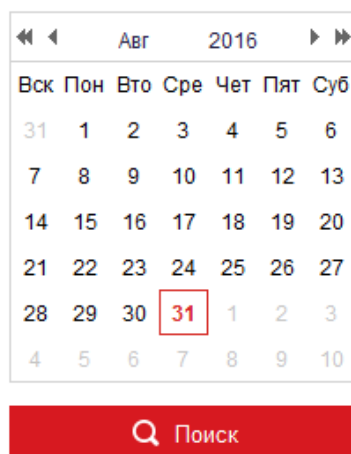 Авг 2016
Вск Пон Вто Сре Чет Пят Суб
31 1 2 3 4 5 6
7 8 9 10 11 12 13
14 15 16 17 18 19 20
21 22 23 24 25 26 27
28 29 30 31 1 2 3
4 5 6 7 8 9 10
Поиск